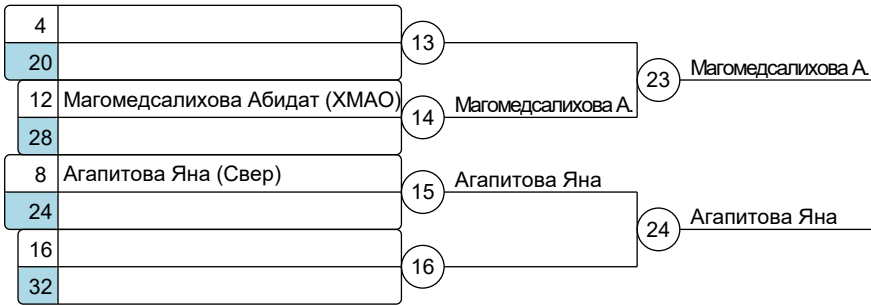 4
13
20
23 Магомедсалихова А.
12 Магомедсалихова Абидат (ХМАО)
14 Магомедсалихова А.
28
8 Агапитова Яна (Свер)
15 Агапитова Яна
24
24 Агапитова Яна
16
16
32